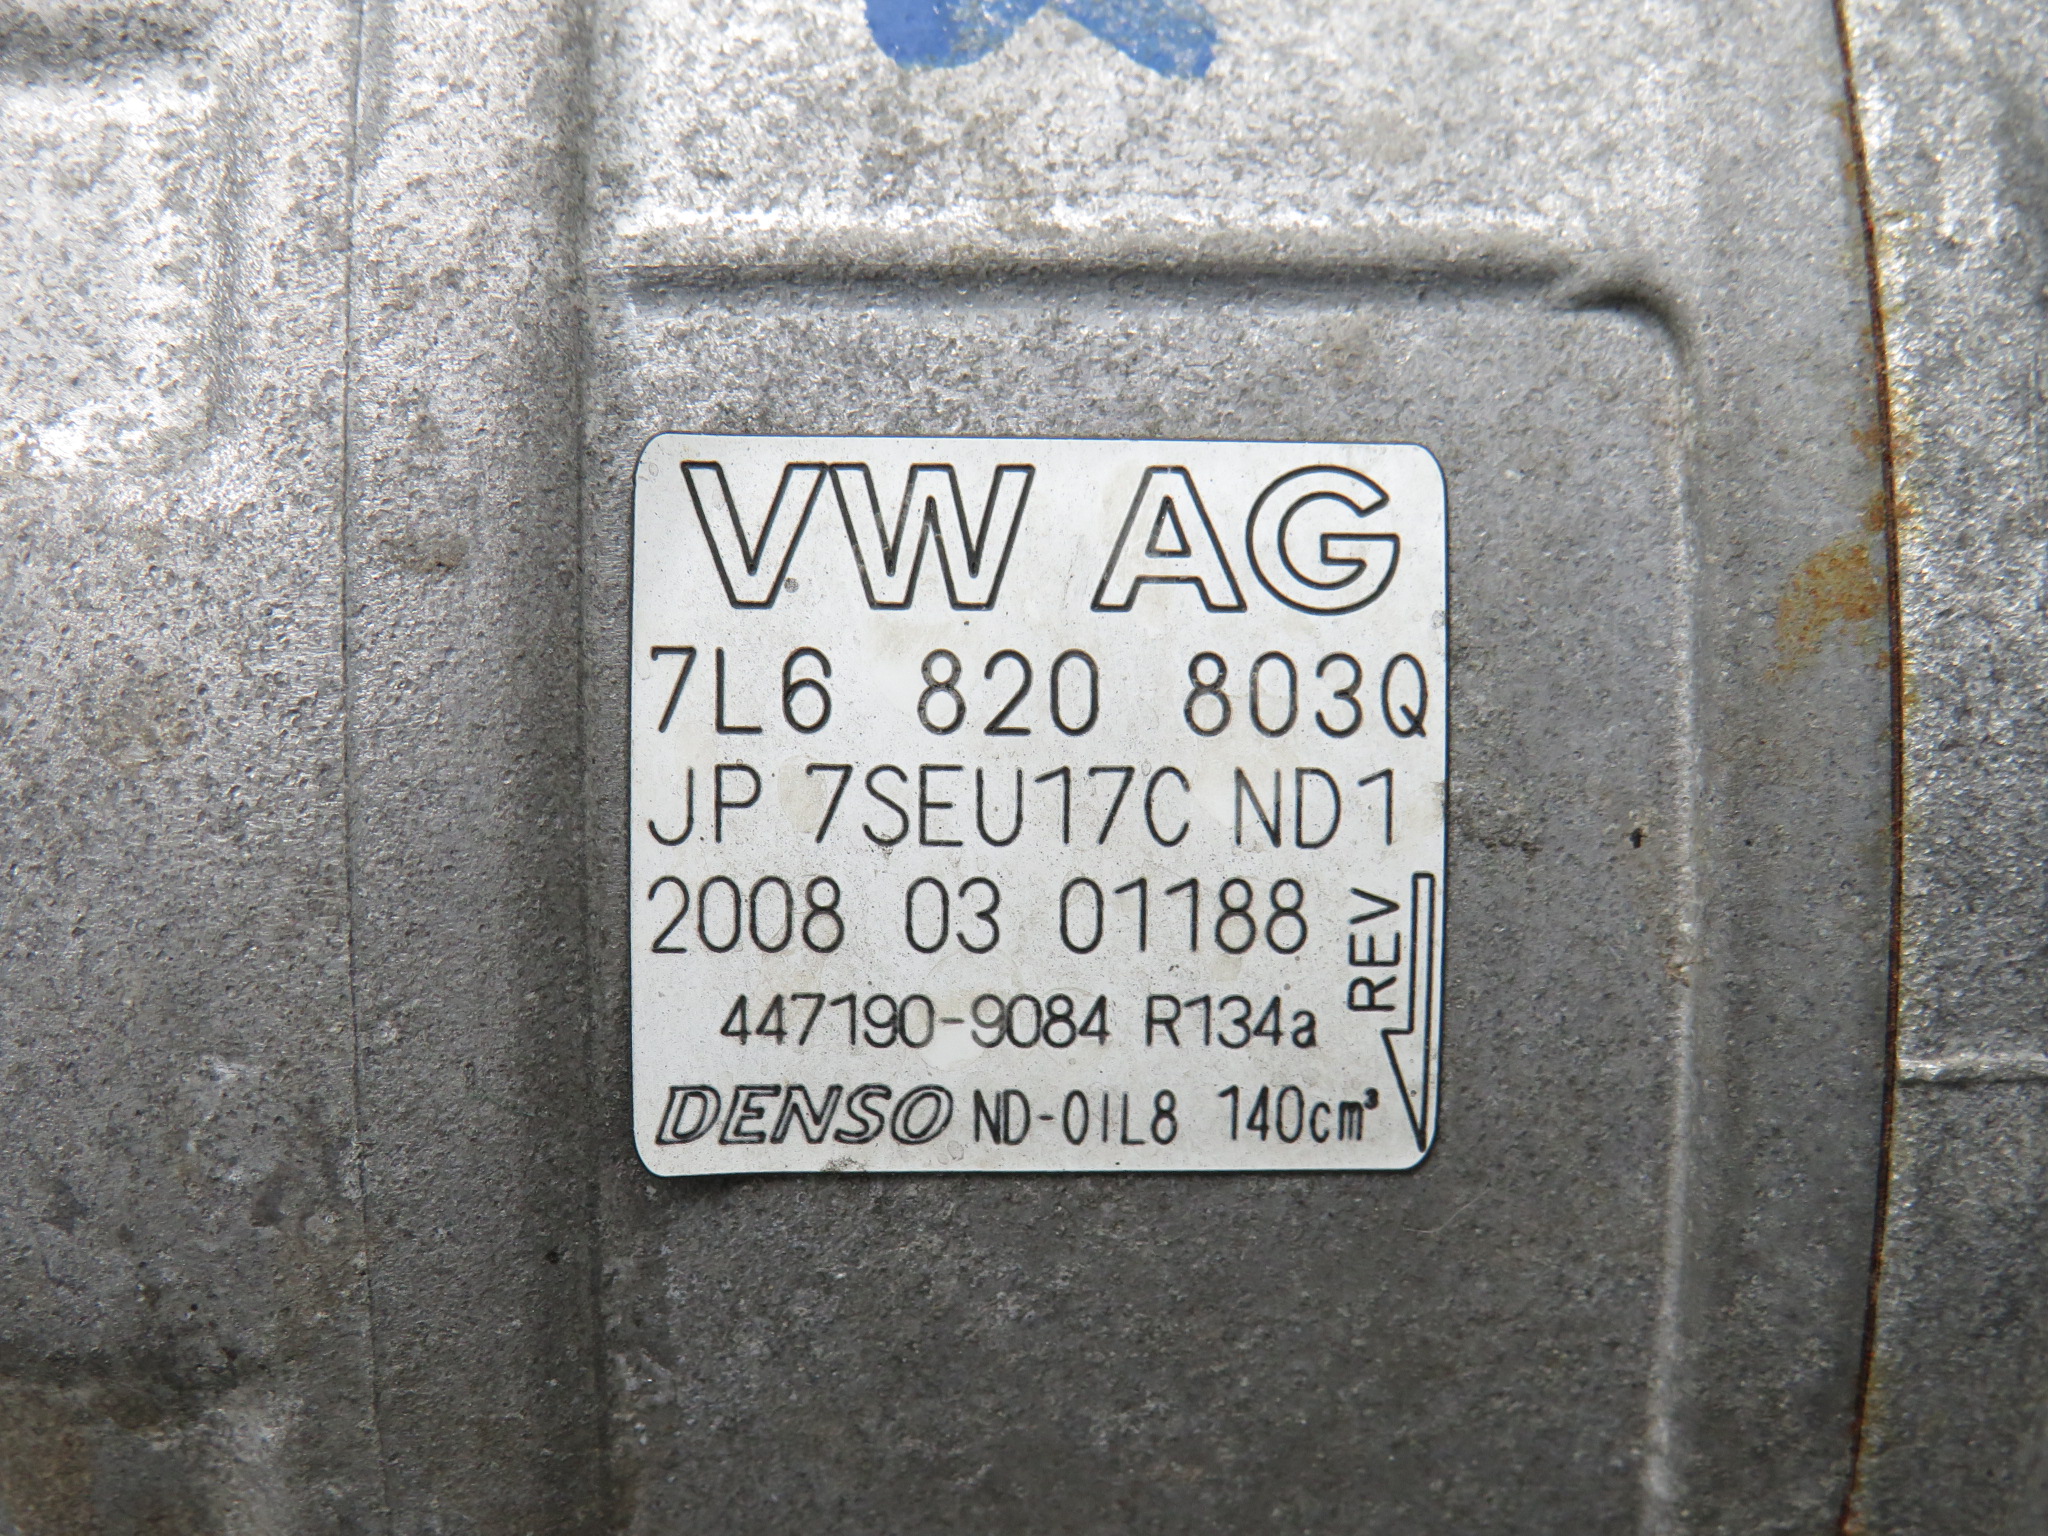 VW AG
7L6 820 803Q
JP 7SEU17C ND1
2008 03 01188
REV
447190-9084 R134a
DENSO ND-OIL8 140cm³